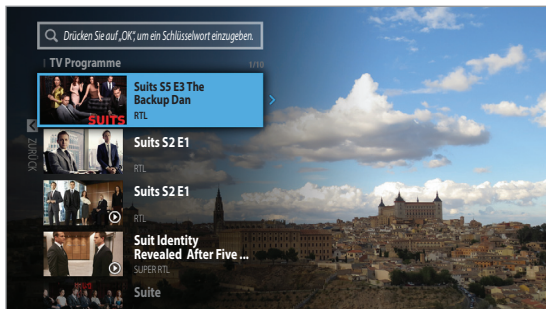 Drücken Sie auf „OK“, um ein Schlüsselwort einzugeben.
TV Programme
1/10
Suits S5 E3 The
Backup Dan
RTL
SUITS
ZURÜCK
Suits S2 E1
RTL
Suits S2 E1
RTL
Suit Identity
Revealed After Five ...
SUPER RTL
Suite